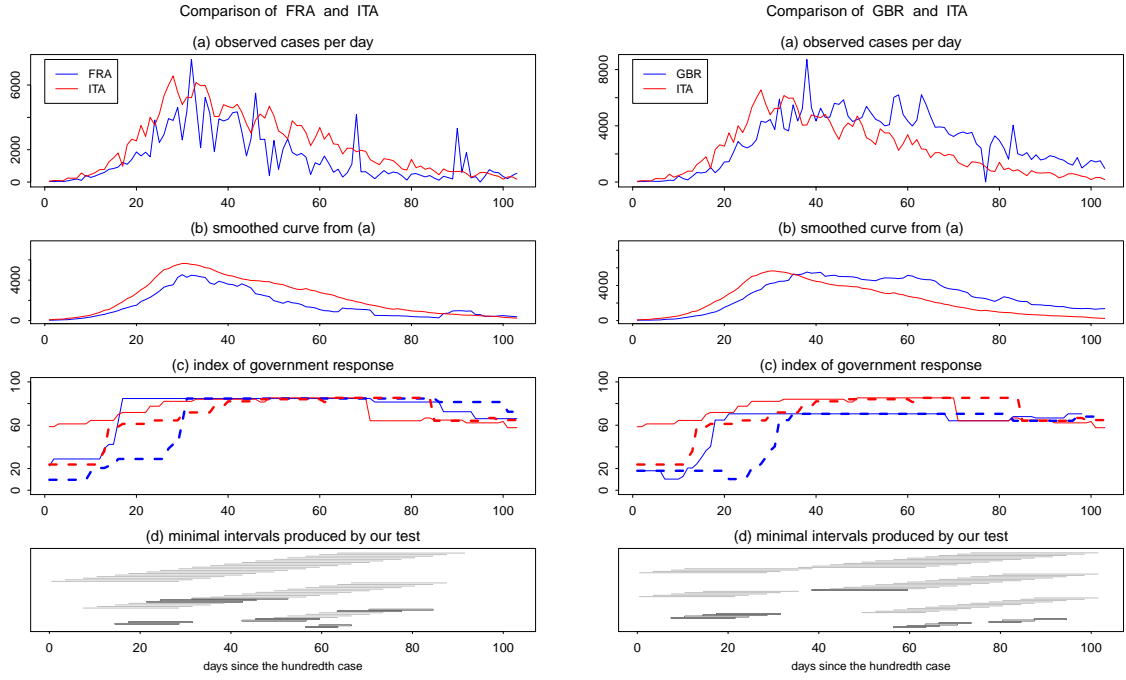 Comparison of FRA and ITA
(a) observed cases per day
FRA
ITA
0
2000
6000
0 20 40 60 80 100
(b) smoothed curve from (a)
0
4000
0 20 40 60 80 100
(c) index of government response
0
20
60
100
0 20 40 60 80 100
(d) minimal intervals produced by our test
0 20 40 60 80 100
days since the hundredth case
Comparison of GBR and ITA
(a) observed cases per day
GBR
ITA
0
4000
8000
0 20 40 60 80 100
(b) smoothed curve from (a)
0
4000
0 20 40 60 80 100
(c) index of government response
0
20
60
100
0 20 40 60 80 100
(d) minimal intervals produced by our test
0 20 40 60 80 100
days since the hundredth case